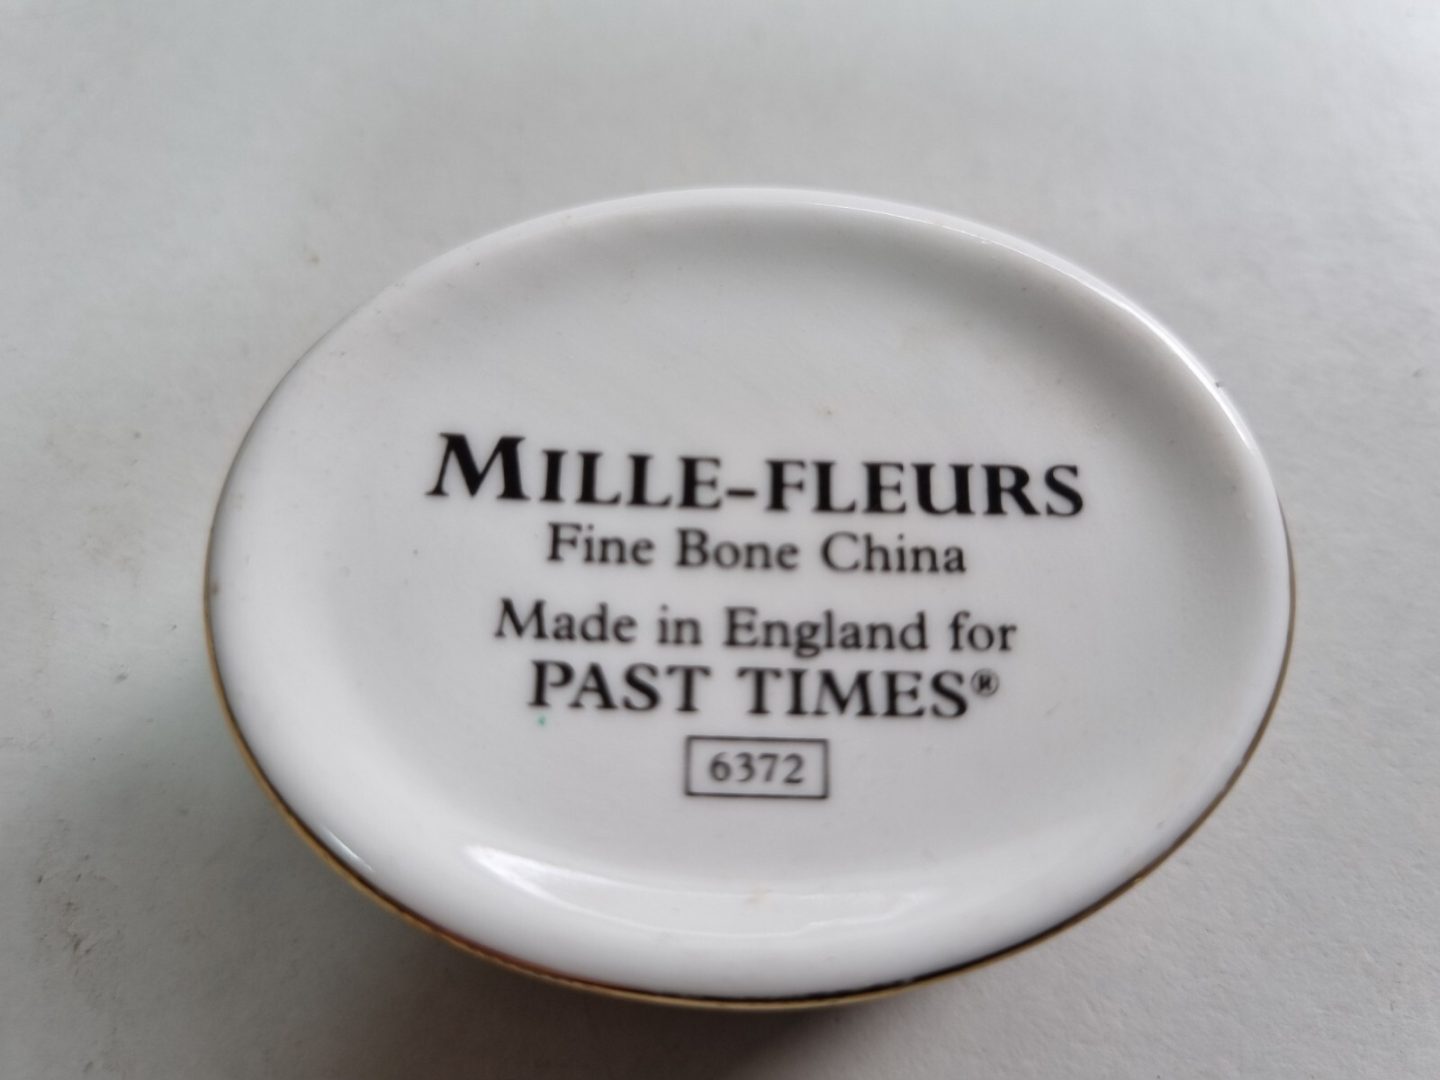 MILLE-FLEURS
Fine Bone China
Made in England for
PAST TIMES®
6372